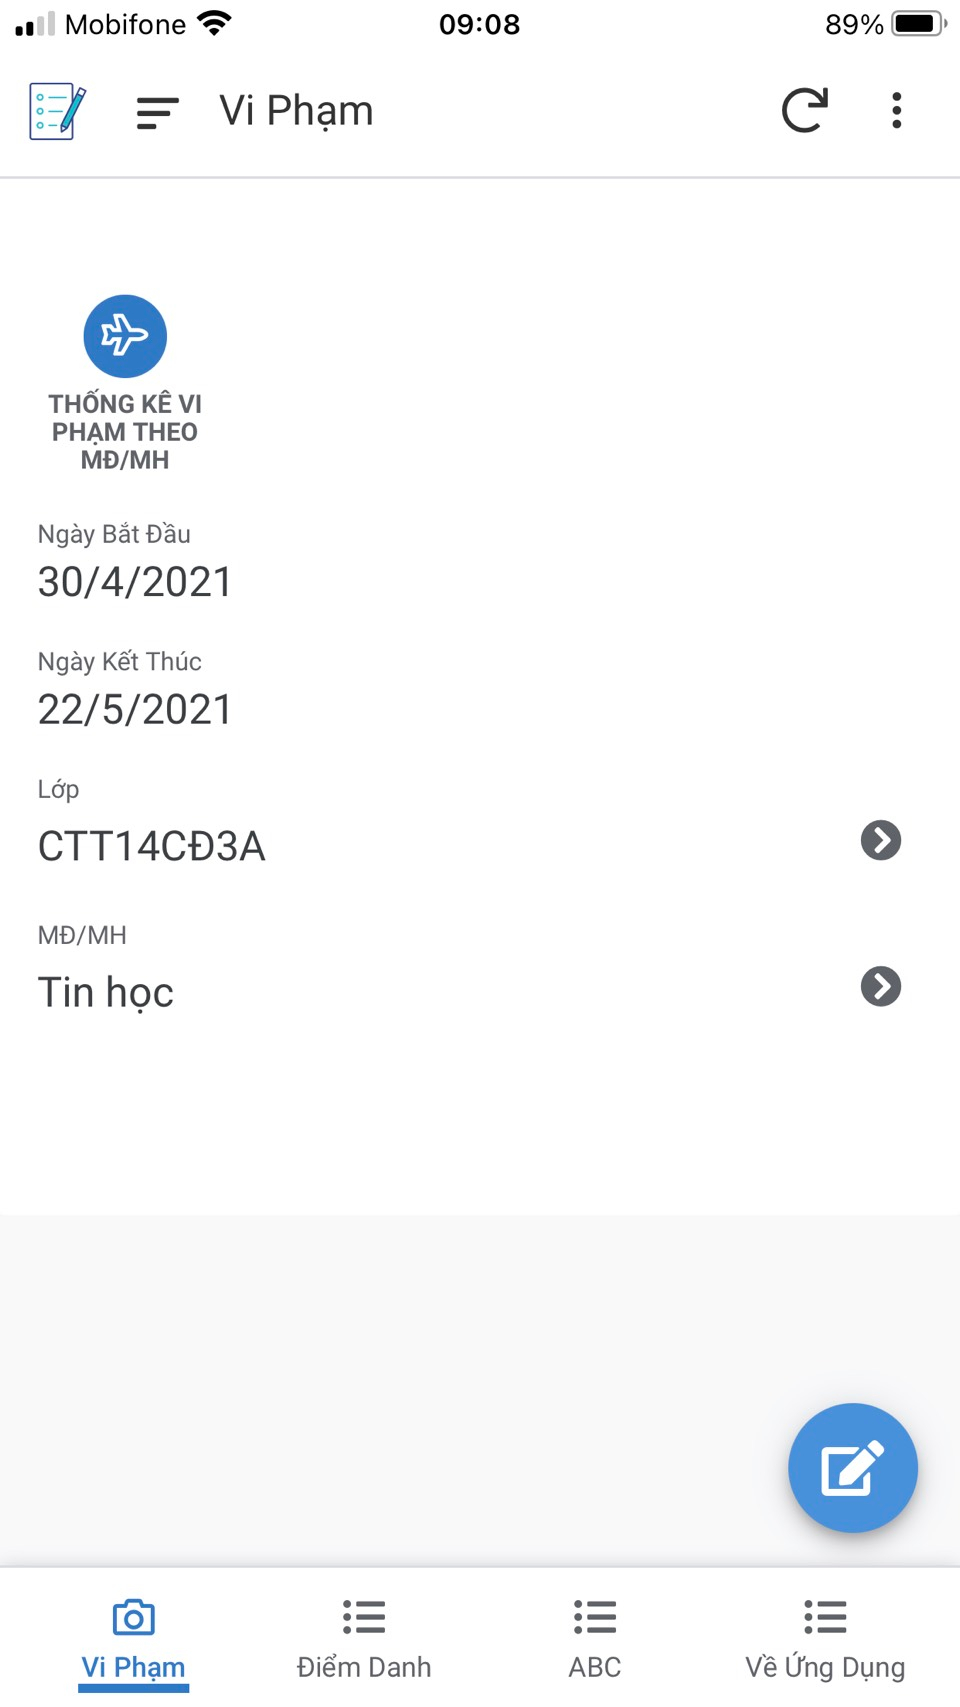 Mobifone
09:08
89%
Vi Phạm
THỐNG KÊ VI
PHẠM THEO
MĐ/MH
Ngày Bắt Đầu
30/4/2021
Ngày Kết Thúc
22/5/2021
Lớp
CTT14CĐ3A
MĐ/MH
Tin học
Vi Phạm
Điểm Danh
ABC
Về Ứng Dụng